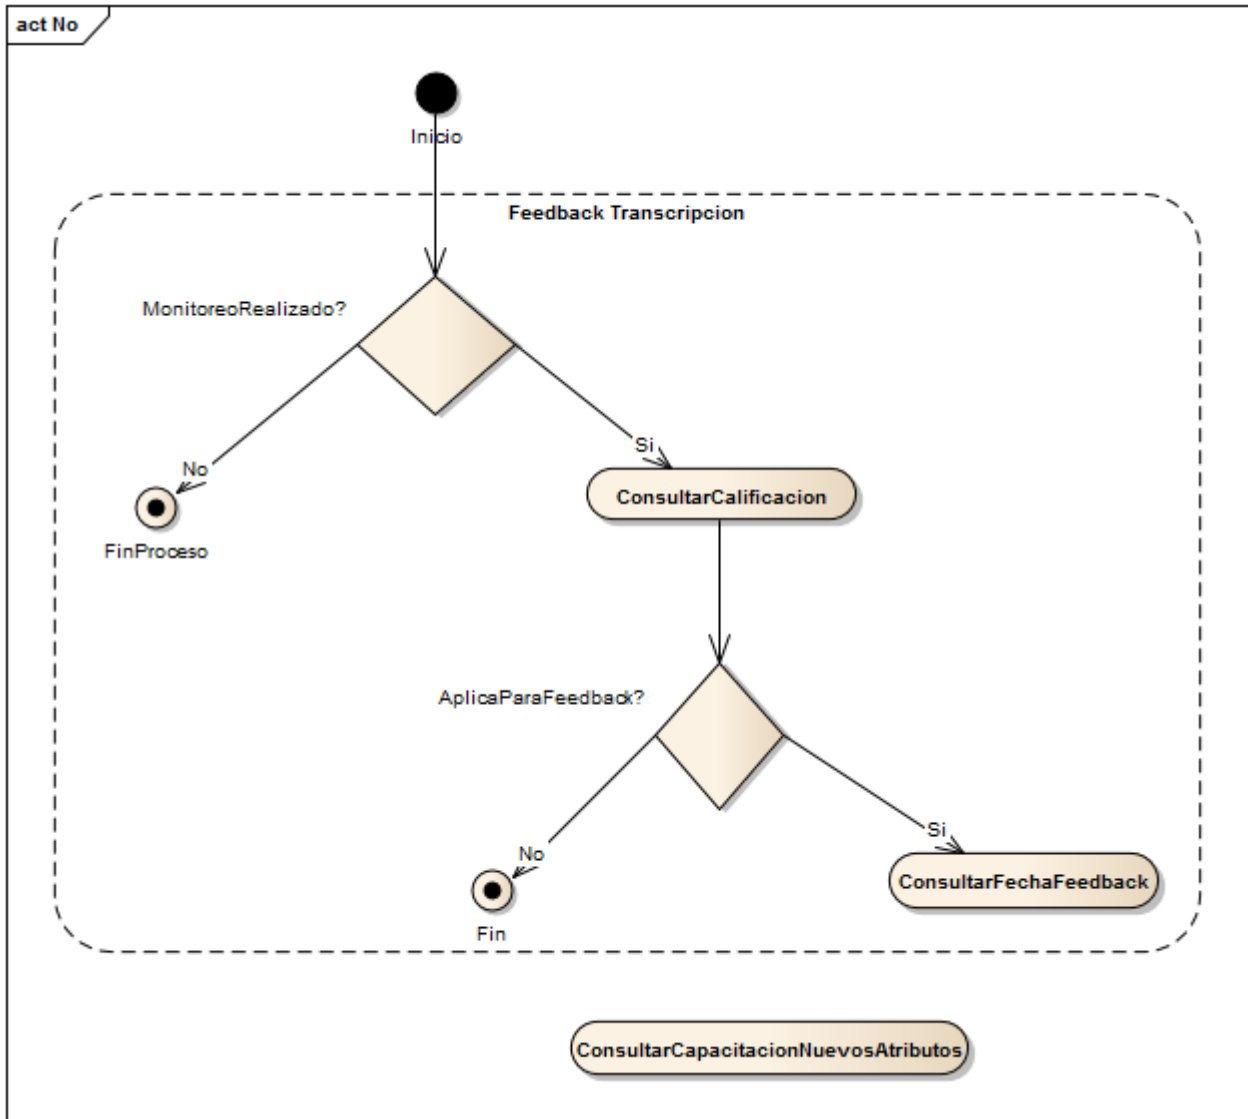 act No
Inicio
Feedback Transcripcion
MonitoreoRealizado?
Si
No
ConsultarCalificacion
FinProceso
AplicaParaFeedback?
Si
No
ConsultarFechaFeedback
Fin
ConsultarCapacitacionNuevosAtributos